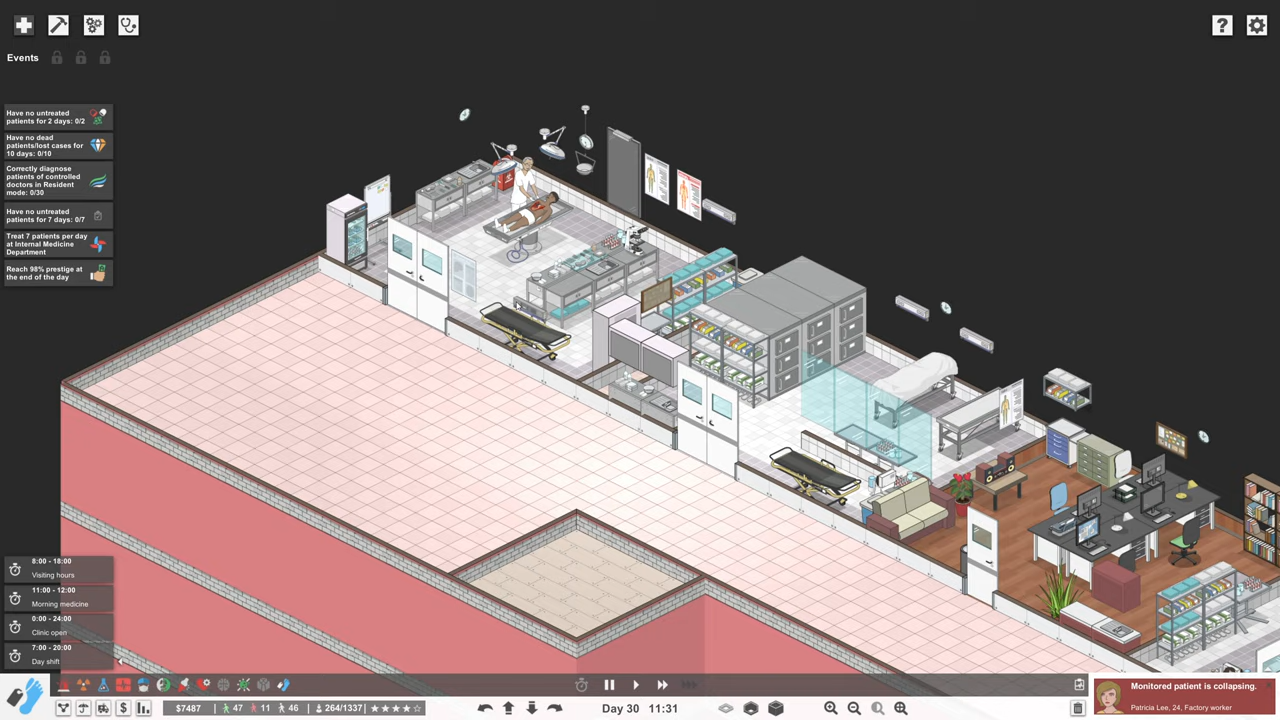 Events
Have no untreated
patients for 2 days: 0/2
Have no dead
patients/lost cases for
10 days: 0/10
Correctly diagnose
patients of controlled
doctors in Resident
mode: 0/30
Have no untreated
patients for 7 days: 0/7
Treat 7 patients per day
at Internal Medicine
Department
Reach 98% prestige at
the end of the day
8:00 - 18:00
Visiting hours
11:00 - 12:00
Morning medicine
0:00 - 24:00
Clinic open
7:00 - 20:00
Day shift
$7487
47
11
46
264/1337
Day 30 11:31
Monitored patient is collapsing.
Patricia Lee, 24, Factory worker